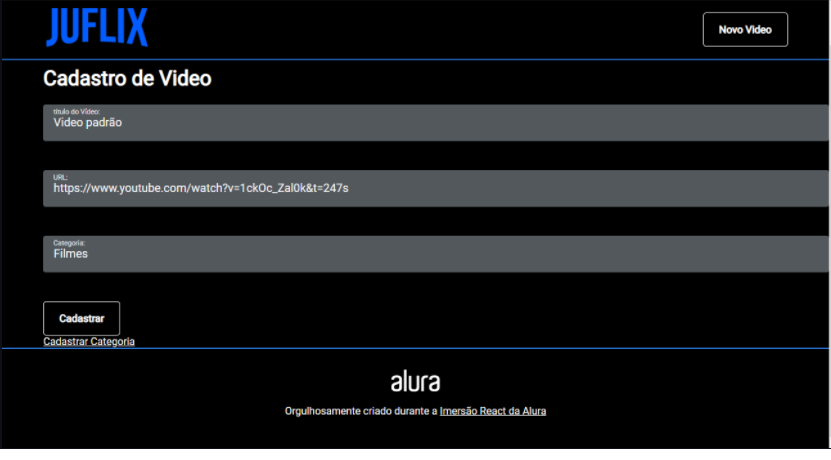 JUFLIX
Novo Video
Cadastro de Video
título do Vídeo:
Video padrão
URL:
https://www.youtube.com/watch?v=1ckOc_Zal0k&t=247s
Categoria:
Filmes
Cadastrar
Cadastrar Categoria
alura
Orgulhosamente criado durante a Imersão React da Alura